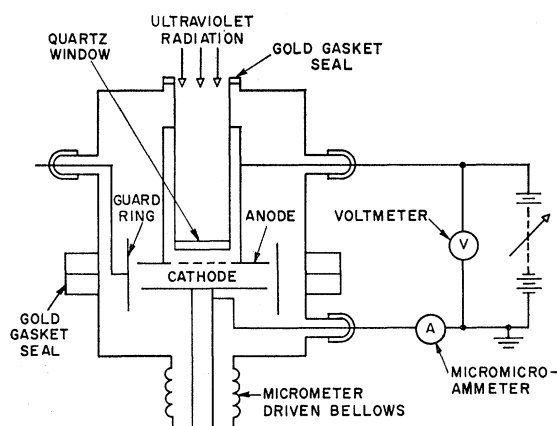 ULTRAVIOLET
RADIATION
QUARTZ
WINDOW
GOLD GASKET
SEAL
GUARD
RING
ANODE
VOLTMETER
V
CATHODE
GOLD
GASKET
SEAL
A
MICROMICRO-
AMMETER
MICROMETER
DRIVEN BELLOWS